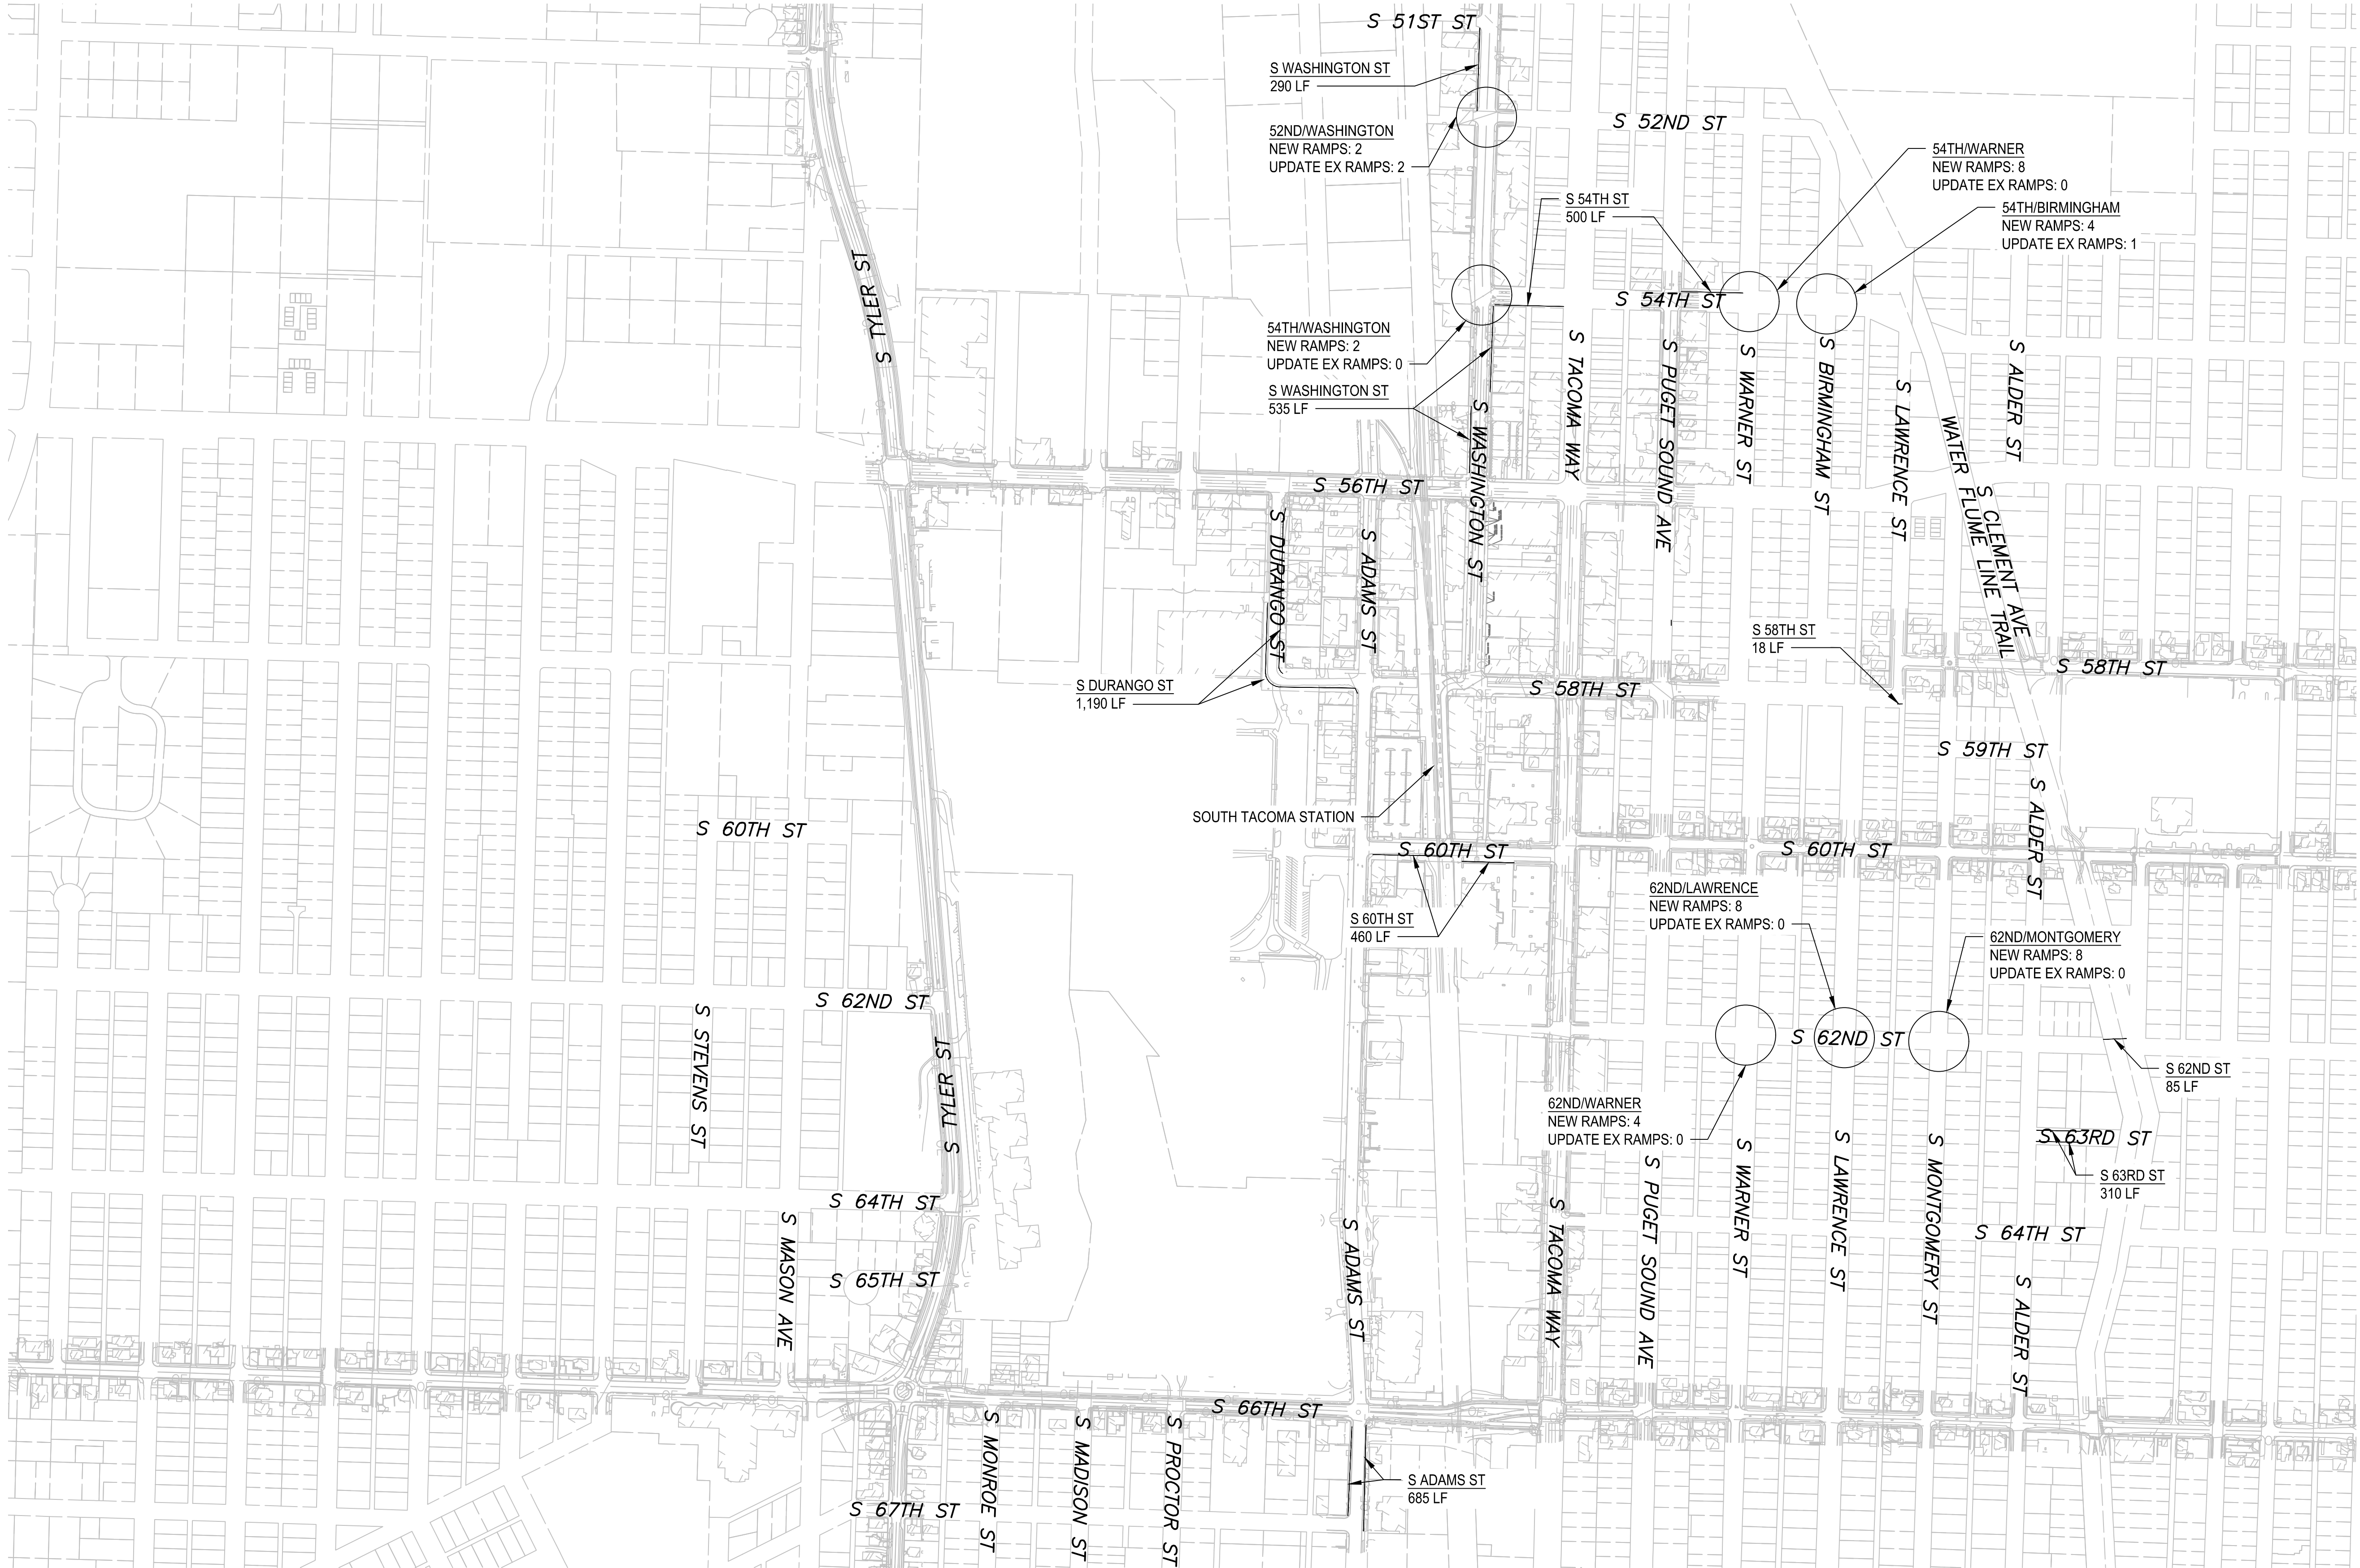 S 51ST ST
S WASHINGTON ST
290 LF
52ND/WASHINGTON
NEW RAMPS: 2
UPDATE EX RAMPS: 2
S 52ND ST
54TH/WARNER
NEW RAMPS: 8
UPDATE EX RAMPS: 0
54TH/BIRMINGHAM
NEW RAMPS: 4
UPDATE EX RAMPS: 1
S 54TH ST
500 LF
S 54TH ST
S TYLER ST
54TH/WASHINGTON
NEW RAMPS: 2
UPDATE EX RAMPS: 0
S WASHINGTON ST
535 LF
S WASHINGTON ST
S TACOMA WAY
S PUGET SOUND AVE
S WARNER ST
S BIRMINGHAM ST
S LAWRENCE ST
S ALDER ST
WATER FLUME LINE TRAIL
S CLEMENT AVE
S 56TH ST
S DURANGO ST
S ADAMS ST
S 58TH ST
18 LF
S 58TH ST
S 58TH ST
S DURANGO ST
1,190 LF
S 59TH ST
S ALDER ST
SOUTH TACOMA STATION
S 60TH ST
S 60TH ST
S 60TH ST
S 60TH ST
460 LF
62ND/LAWRENCE
NEW RAMPS: 8
UPDATE EX RAMPS: 0
62ND/MONTGOMERY
NEW RAMPS: 8
UPDATE EX RAMPS: 0
S 62ND ST
S STEVENS ST
S TYLER ST
S 62ND ST
S 62ND ST
85 LF
62ND/WARNER
NEW RAMPS: 4
UPDATE EX RAMPS: 0
S 63RD ST
S 63RD ST
310 LF
S 64TH ST
S MASON AVE
S 65TH ST
S ADAMS ST
S TACOMA WAY
S PUGET SOUND AVE
S WARNER ST
S LAWRENCE ST
S MONTGOMERY ST
S 64TH ST
S ALDER ST
S 66TH ST
S MONROE ST
S MADISON ST
S PROCTOR ST
S 67TH ST
S ADAMS ST
685 LF